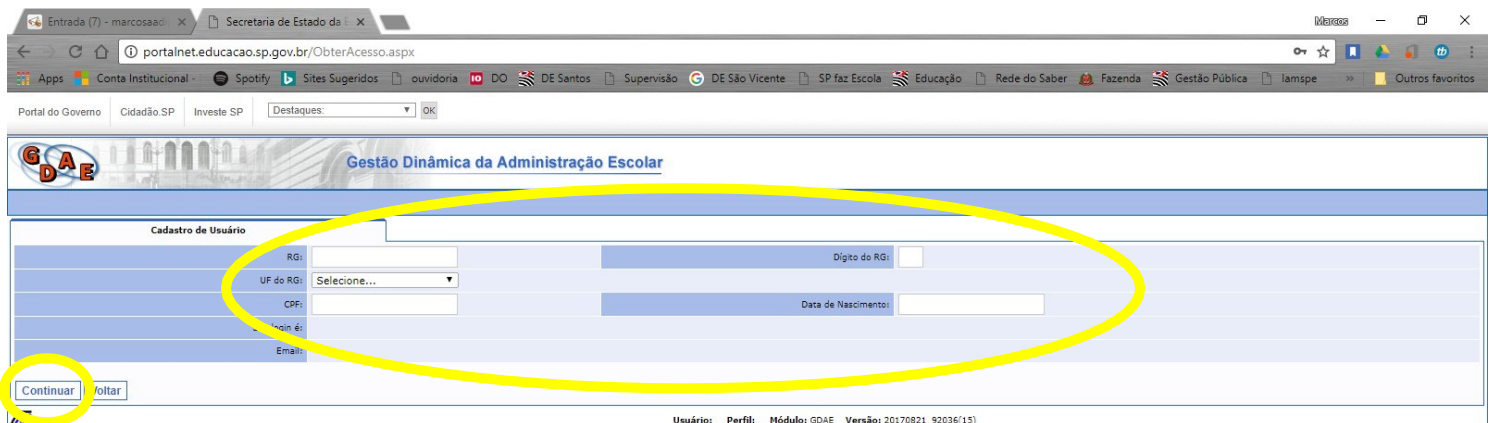 Entrada (7) - marcosaad
Secretaria de Estado da E
Marcos
portalnet.educacao.sp.gov.br/ObterAcesso.aspx
Apps Conta Institucional - Spotify Sites Sugeridos ouvidoria DO DE Santos Supervisão DE São Vicente SP faz Escola Educação Rede do Saber Fazenda Gestão Pública Iamspe » Outros favoritos
Portal do Governo Cidadão.SP Investe SP Destaques: OK
GDAE
Gestão Dinâmica da Administração Escolar
Cadastro de Usuário
RG: Dígito do RG:
UF do RG: Selecione...
CPF: Data de Nascimento:
login é:
Email:
Continuar Voltar
Usuário: Perfil: Módulo: GDAE Versão: 20170821_92036(15)